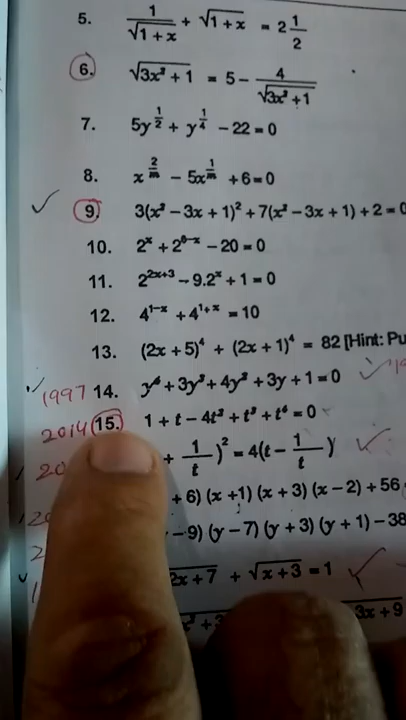 5. 1/√1+x + √1+x = 2 1/2
6. √3x²+1 = 5 − 4/√3x²+1
7. 5y^1/2 + y^1/4 − 22 = 0
8. x^2/m − 5x^1/m + 6 = 0
9. 3(x² − 3x + 1)² + 7(x² − 3x + 1) + 2 = 0
10. 2^x + 2^6−x − 20 = 0
11. 2^2x+3 − 9.2^x + 1 = 0
12. 4^1−x + 4^1+x = 10
13. (2x + 5)⁴ + (2x + 1)⁴ = 82 [Hint: Pu
1997 14. y⁴ + 3y³ + 4y² + 3y + 1 = 0
2014 15. 1 + t − 4t² + t³ + t⁴ = 0
20 + 1/t)² = 4(t − 1/t)
20 + 6) (x + 1) (x + 3) (x − 2) + 56
2 − 9) (y − 7) (y + 3) (y + 1) − 38
1 2x + 7 + √x + 3 = 1
3x + 9